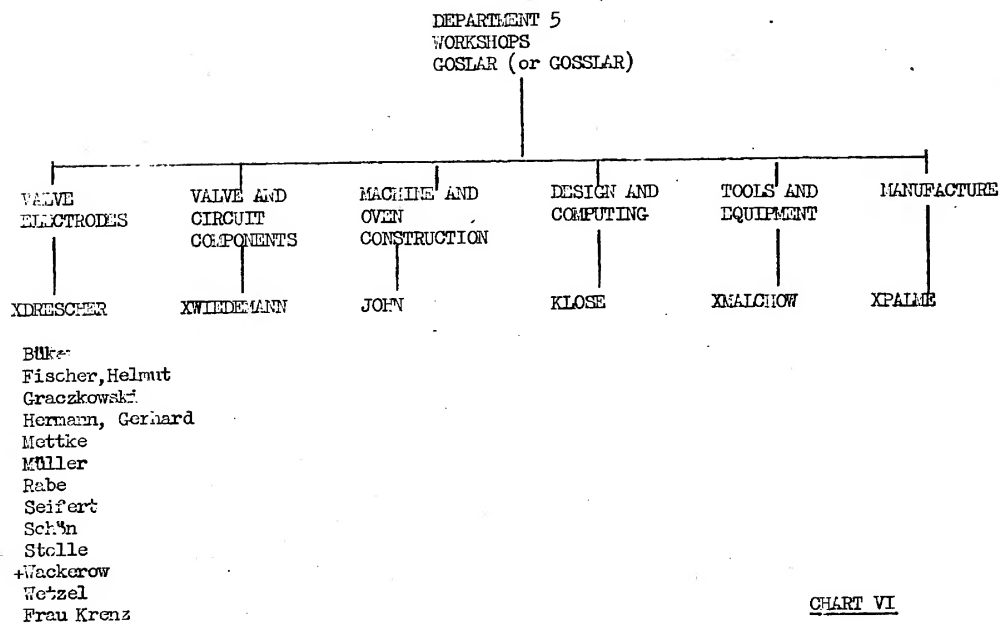 DEPARTMENT 5
WORKSHOPS
GOSLAR (or GOSSLAR)
VALVE
ELECTRODES
VALVE AND
CIRCUIT
COMPONENTS
MACHINE AND
OVEN
CONSTRUCTION
DESIGN AND
COMPUTING
TOOLS AND
EQUIPMENT
MANUFACTURE
XDRESCHER
XWIEDEMANN
JOHN
KLOSE
XMALCHOW
XPALME
Fischer,Helmut
Graczkowski
Hermann, Gerhard
Mettke
Müller
Rabe
Seifert
Schön
Stolle
+Wackerow
Wetzel
Frau Krenz
CHART VI